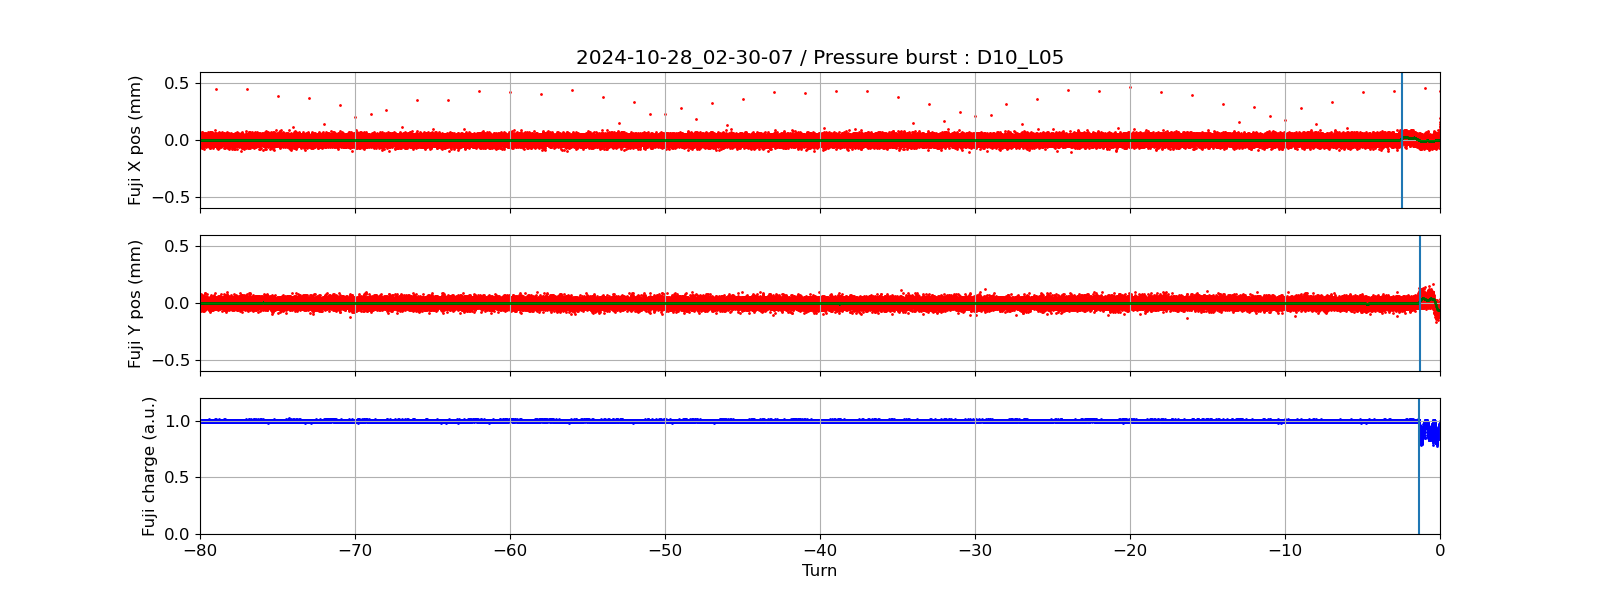 2024-10-28_02-30-07 / Pressure burst : D10_L05
Fuji X pos (mm)
0.5
0.0
−0.5
Fuji Y pos (mm)
0.5
0.0
−0.5
Fuji charge (a.u.)
1.0
0.5
0.0
−80 −70 −60 −50 −40 −30 −20 −10 0
Turn